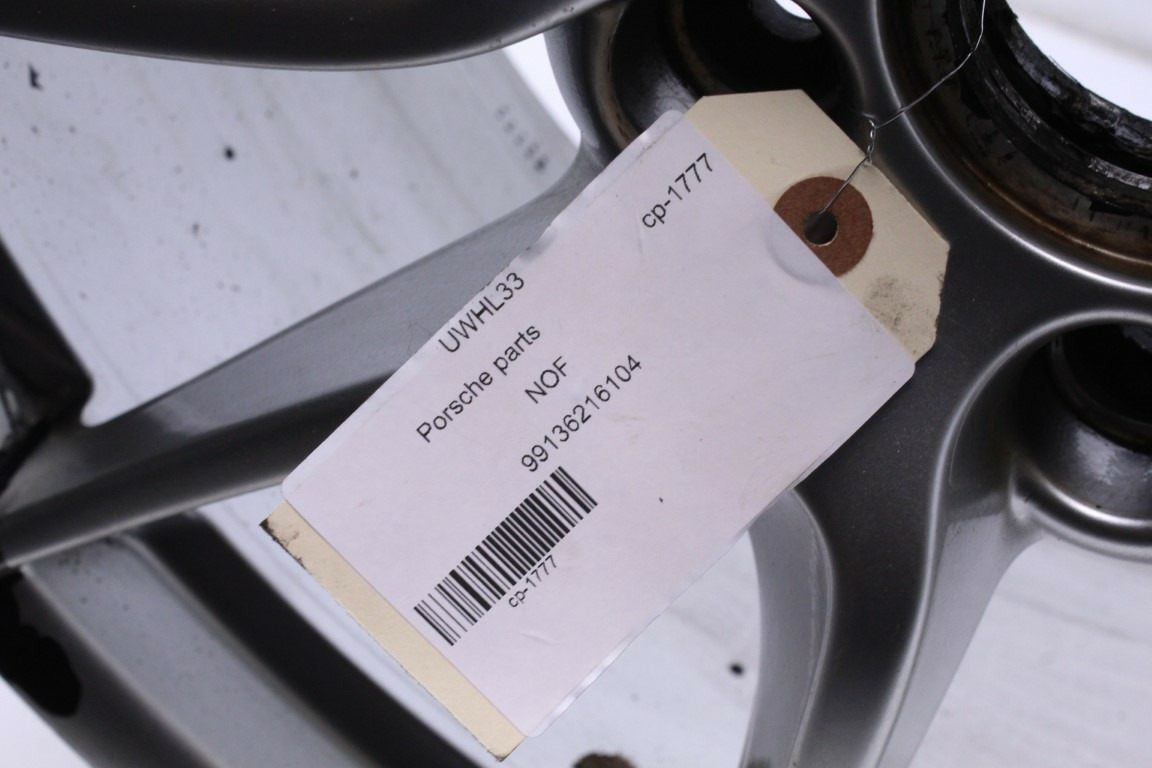 cp-1777
UWHL33
Porsche parts
NOF
99136216104
cp-1777